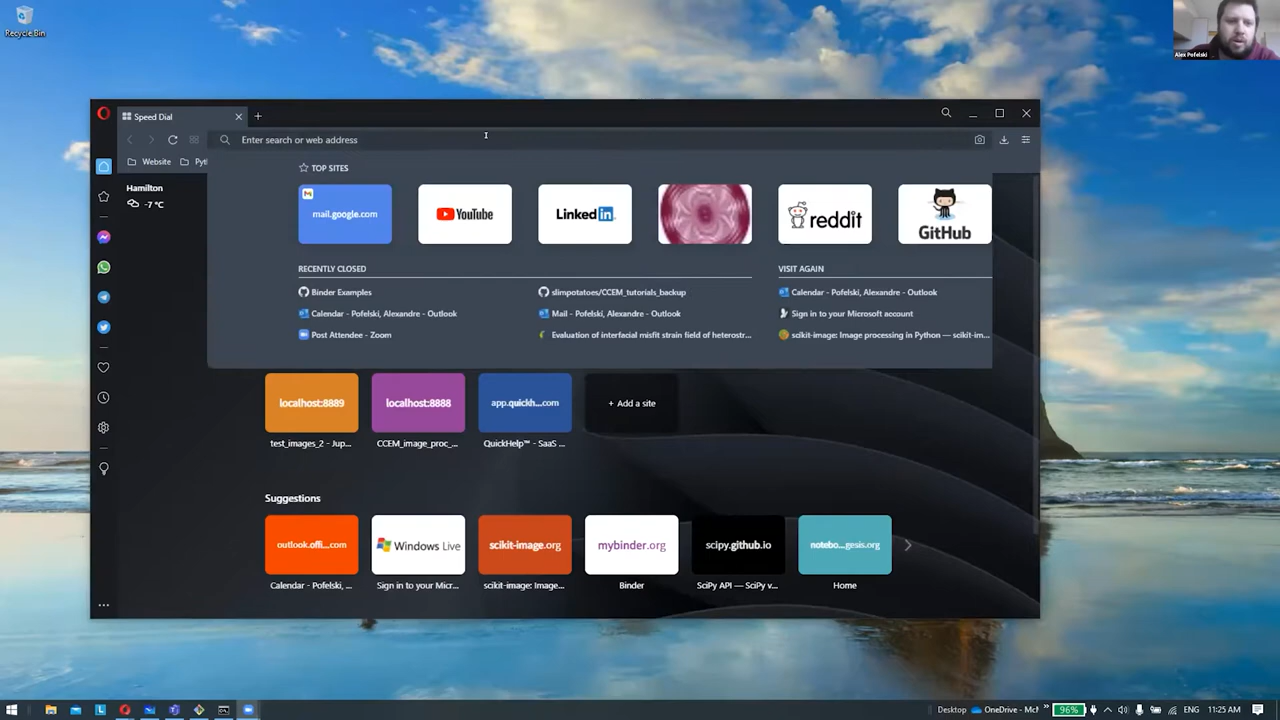 Recycle Bin
Alex Pofelski
Speed Dial
Enter search or web address
Website
Pytl
Hamilton
-7 °C
TOP SITES
mail.google.com
YouTube
LinkedIn
reddit
GitHub
RECENTLY CLOSED
VISIT AGAIN
Binder Examples
slimpotatoes/CCEM_tutorials_backup
Calendar - Pofelski, Alexandre - Outlook
Calendar - Pofelski, Alexandre - Outlook
Mail - Pofelski, Alexandre - Outlook
Sign in to your Microsoft account
Post Attendee - Zoom
Evaluation of interfacial misfit strain field of heterostr...
scikit-image: Image processing in Python — scikit-im...
localhost:8889
localhost:8888
app.quickh...com
+ Add a site
test_images_2 - Jup...
CCEM_image_proc_...
QuickHelp™ - SaaS ...
Suggestions
outlook.offi...com
Windows Live
scikit-image.org
mybinder.org
scipy.github.io
notebo...gesis.org
Calendar - Pofelski, ...
Sign in to your Micr...
scikit-image: Image...
Binder
SciPy API — SciPy v...
Home
Desktop
OneDrive - McM
96%
ENG
11:25 AM